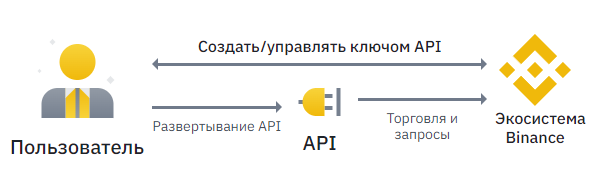 Создать/управлять ключом API
Развертывание API
Торговля и
запросы
Пользователь
API
Экосистема
Binance